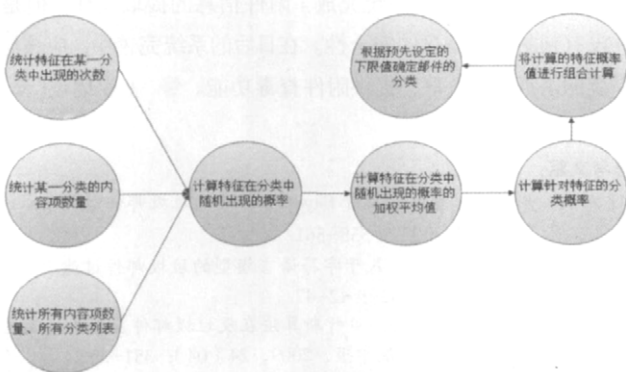 统计特征在某一分
类中出现的次数
统计某一分类的内
容项数量
统计所有内容项数
量、所有分类列表
计算特征在分类中
随机出现的概率
计算特征在分类中
随机出现的概率的
加权平均值
计算针对特征的分
类概率
将计算的特征概率
值进行组合计算
根据预先设定的
下限值确定邮件的
分类